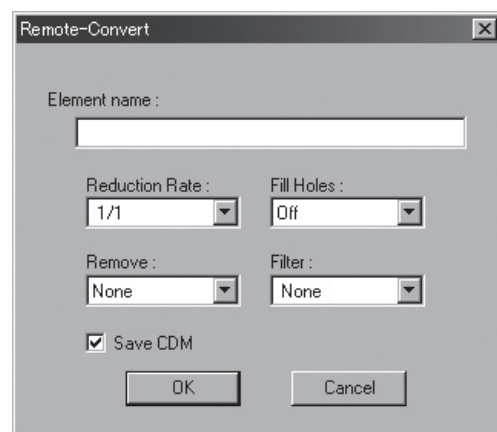 Remote-Convert
Element name :
Reduction Rate : Fill Holes :
1/1 Off
Remove : Filter :
None None
Save CDM
OK Cancel